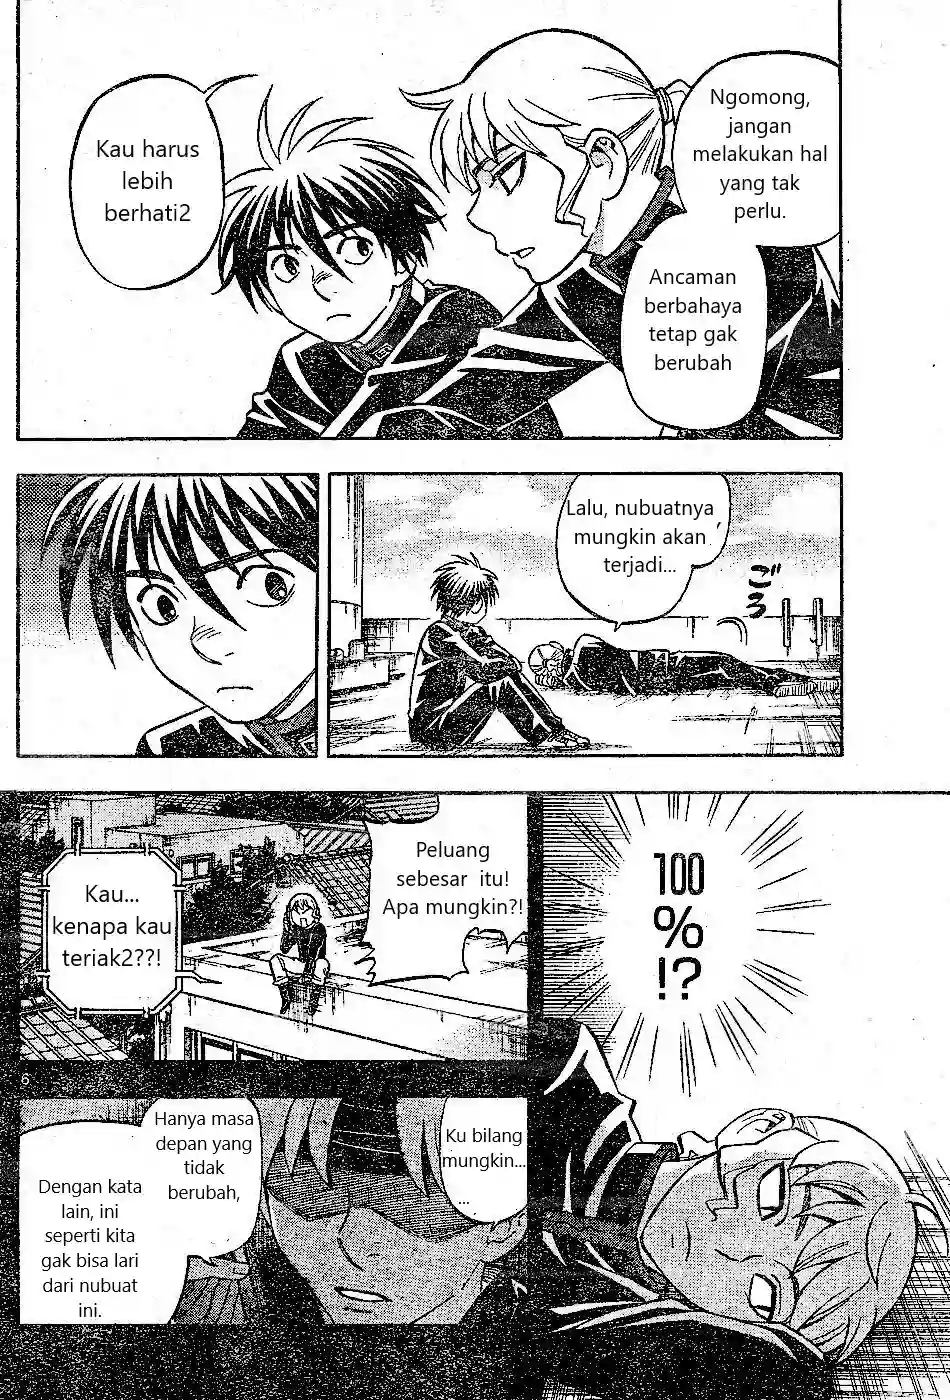 Ngomong,
jangan
melakukan hal
yang tak
perlu.
Ancaman
berbahaya
tetap gak
berubah
Kau harus
lebih
berhati2
Lalu, nubuatnya
mungkin akan
terjadi...
ごろ
100
%
!?
Peluang
sebesar itu!
Apa mungkin?!
Kau...
kenapa kau
teriak2??!
6
Ku bilang
mungkin...
...
Hanya masa
depan yang
tidak
berubah,
Dengan kata
lain, ini
seperti kita
gak bisa lari
dari nubuat
ini.